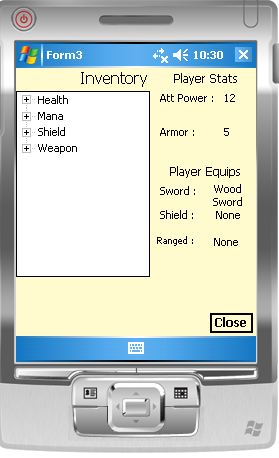 Form3 10:30
Inventory
Health
Mana
Shield
Weapon
Player Stats
Att Power : 12
Armor : 5
Player Equips
Sword : Wood
Sword
Shield : None
Ranged : None
Close